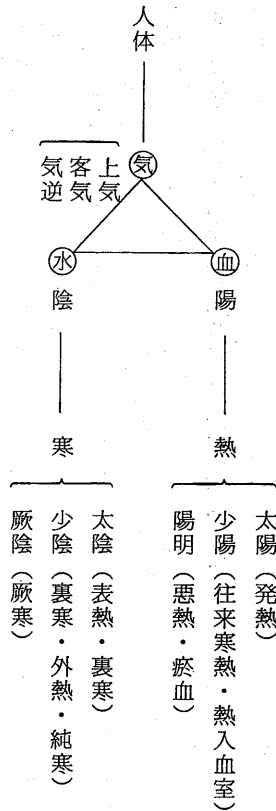 人体
気
上気
客気
気逆
血
水
陽
陰
熱
寒
太陽（発熱）
少陽（往来寒熱・熱入血室）
陽明（悪熱・瘀血）
太陰（表熱・裏寒）
少陰（裏寒・外熱・純寒）
厥陰（厥寒）